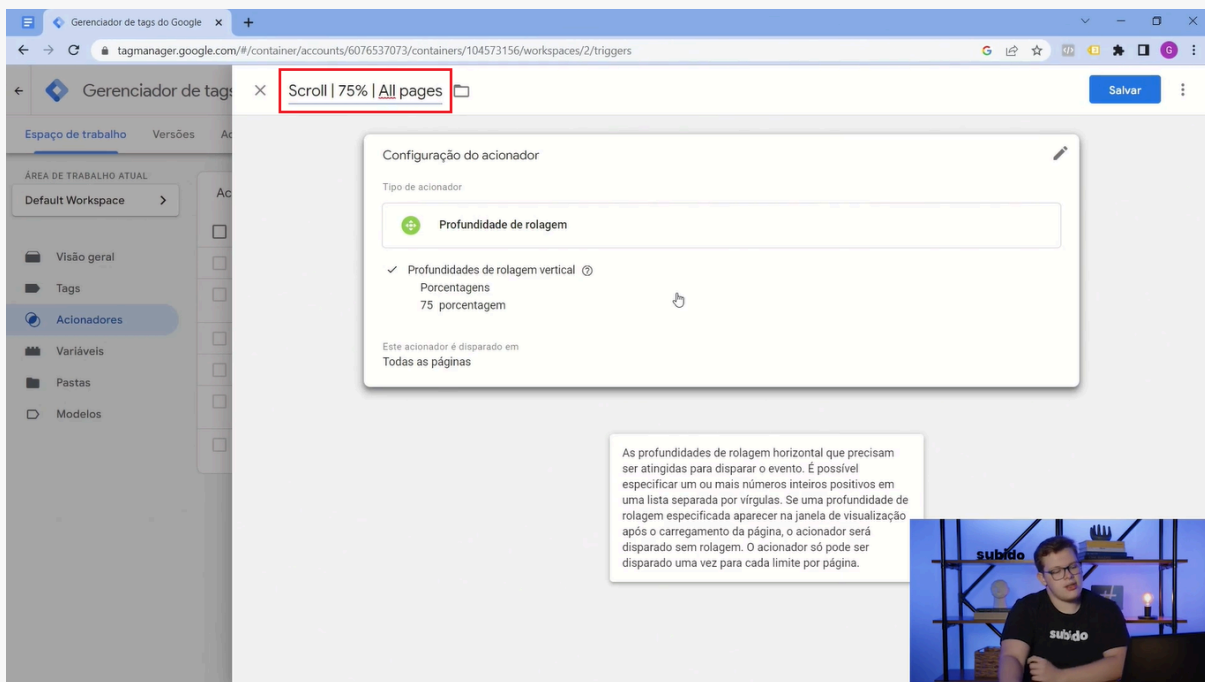 Gerenciador de tags do Google
tagmanager.google.com/#/container/accounts/6076537073/containers/104573156/workspaces/2/triggers
G
Gerenciador de tags
Scroll | 75% | All pages
Salvar
Espaço de trabalho
Versões
ÁREA DE TRABALHO ATUAL
Default Workspace
Visão geral
Tags
Acionadores
Variáveis
Pastas
Modelos
Configuração do acionador
Tipo de acionador
Profundidade de rolagem
Profundidades de rolagem vertical
Porcentagens
75 porcentagem
Este acionador é disparado em
Todas as páginas
As profundidades de rolagem horizontal que precisam
ser atingidas para disparar o evento. É possível
especificar um ou mais números inteiros positivos em
uma lista separada por vírgulas. Se uma profundidade de
rolagem especificada aparecer na janela de visualização
após o carregamento da página, o acionador será
disparado sem rolagem. O acionador só pode ser
disparado uma vez para cada limite por página.
subido
subido